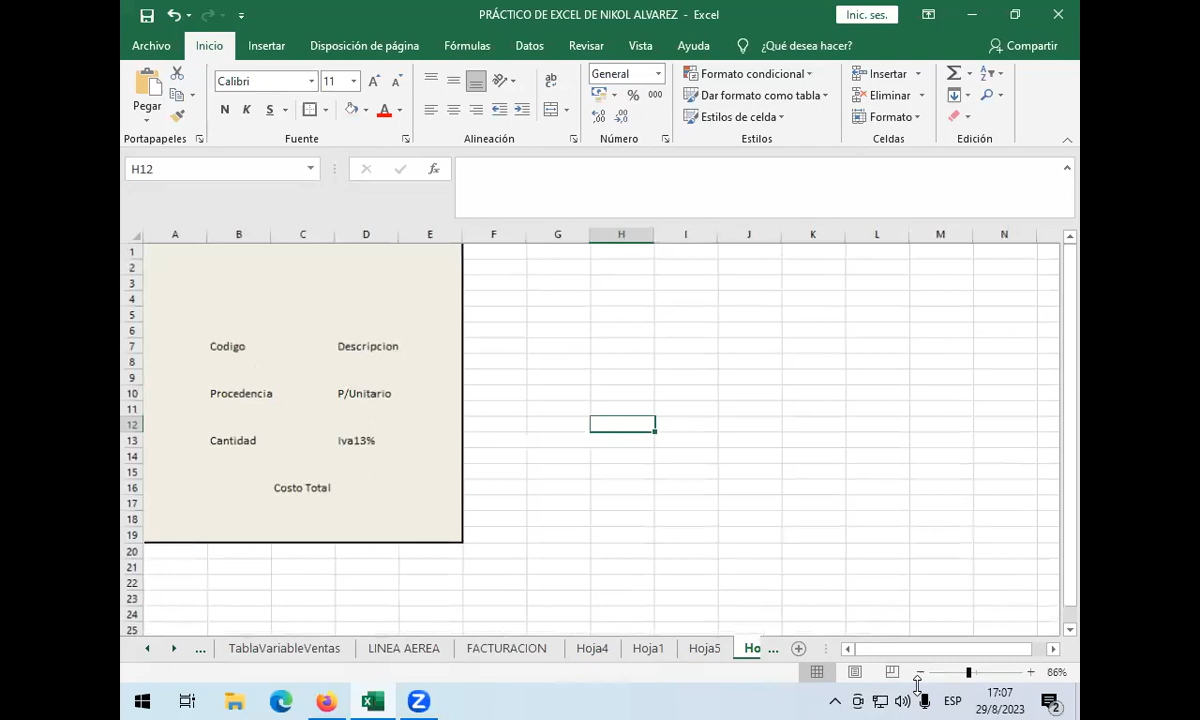 PRÁCTICO DE EXCEL DE NIKOL ALVAREZ - Excel
Inic. ses.
Archivo Inicio Insertar Disposición de página Fórmulas Datos Revisar Vista Ayuda ¿Qué desea hacer? Compartir
Pegar
Calibri 11
General
Formato condicional
Insertar
N K S
% 000
Dar formato como tabla
Eliminar
Estilos de celda
Formato
Portapapeles Fuente Alineación Número Estilos Celdas Edición
H12
fx
A B C D E F G H I J K L M N
1
2
3
4
5
6
7 Codigo Descripcion
8
9
10 Procedencia P/Unitario
11
12
13 Cantidad Iva13%
14
15
16 Costo Total
17
18
19
20
21
22
23
24
25
... TablaVariableVentas LINEA AEREA FACTURACION Hoja4 Hoja1 Hoja5 Ho ...
86%
ESP
17:07
29/8/2023
2